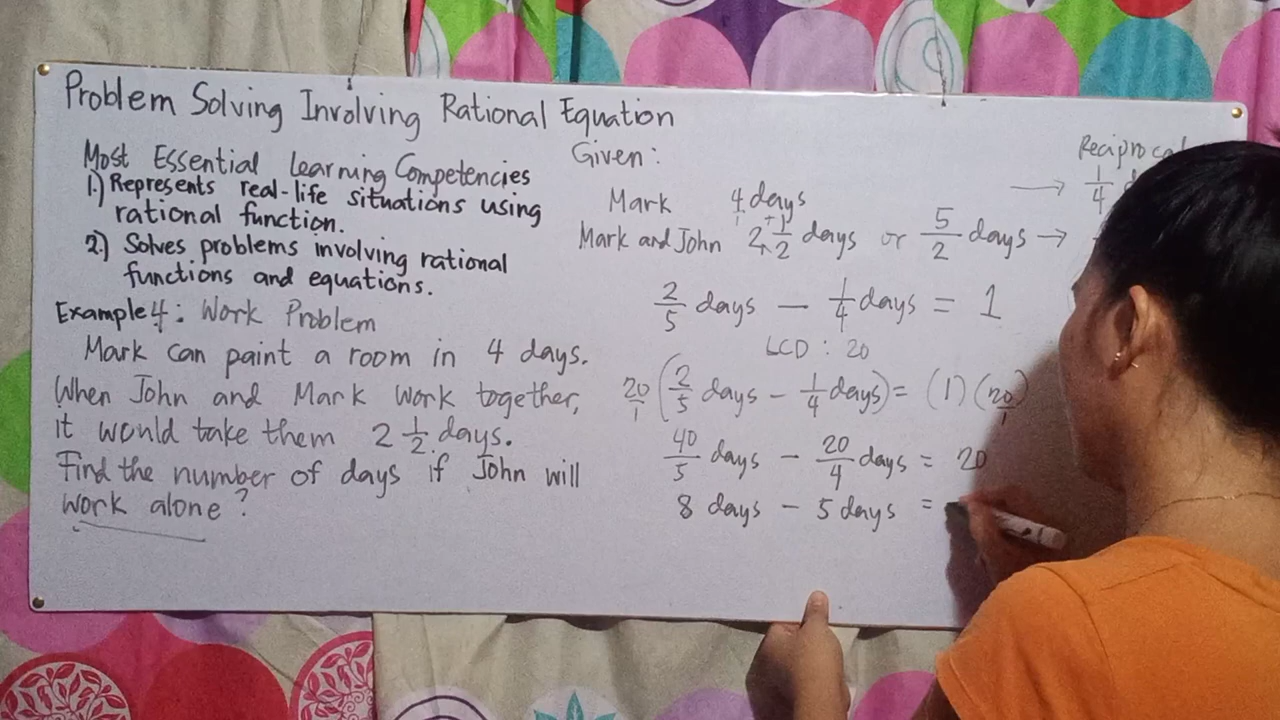 Problem Solving Involving Rational Equation
Most Essential Learning Competencies
1.) Represents real-life situations using
rational function.
2.) Solves problems involving rational
functions and equations.
Example 4: Work Problem
Mark can paint a room in 4 days.
When John and Mark work together,
it would take them 2 1/2 days.
Find the number of days if John will
work alone?
Given:
Reciprocal
Mark 4 days → 1/4
Mark and John 2 1/2 days or 5/2 days →
2/5 days - 1/4 days = 1
LCD: 20
20/1 (2/5 days - 1/4 days) = (1) (20/1)
40/5 days - 20/4 days = 20
8 days - 5 days =